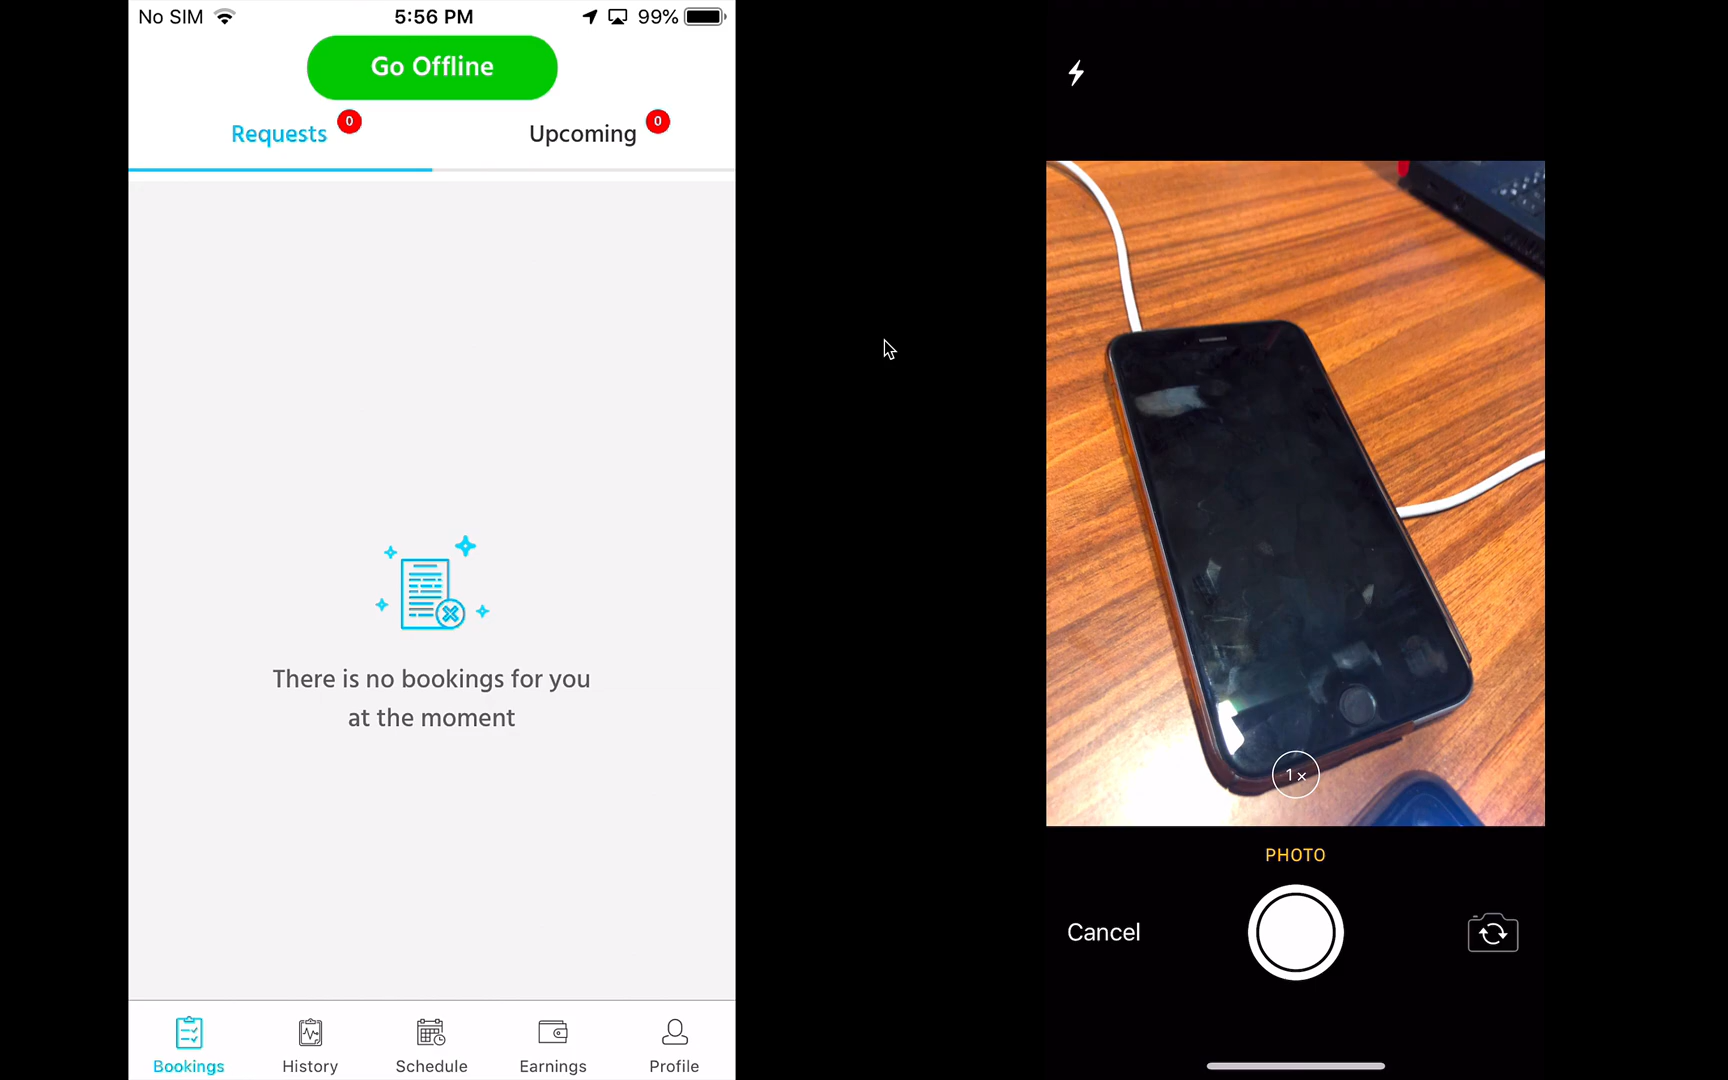 No SIM 5:56 PM 99%
Go Offline
Requests 0 Upcoming 0
There is no bookings for you
at the moment
Bookings History Schedule Earnings Profile
1×
PHOTO
Cancel